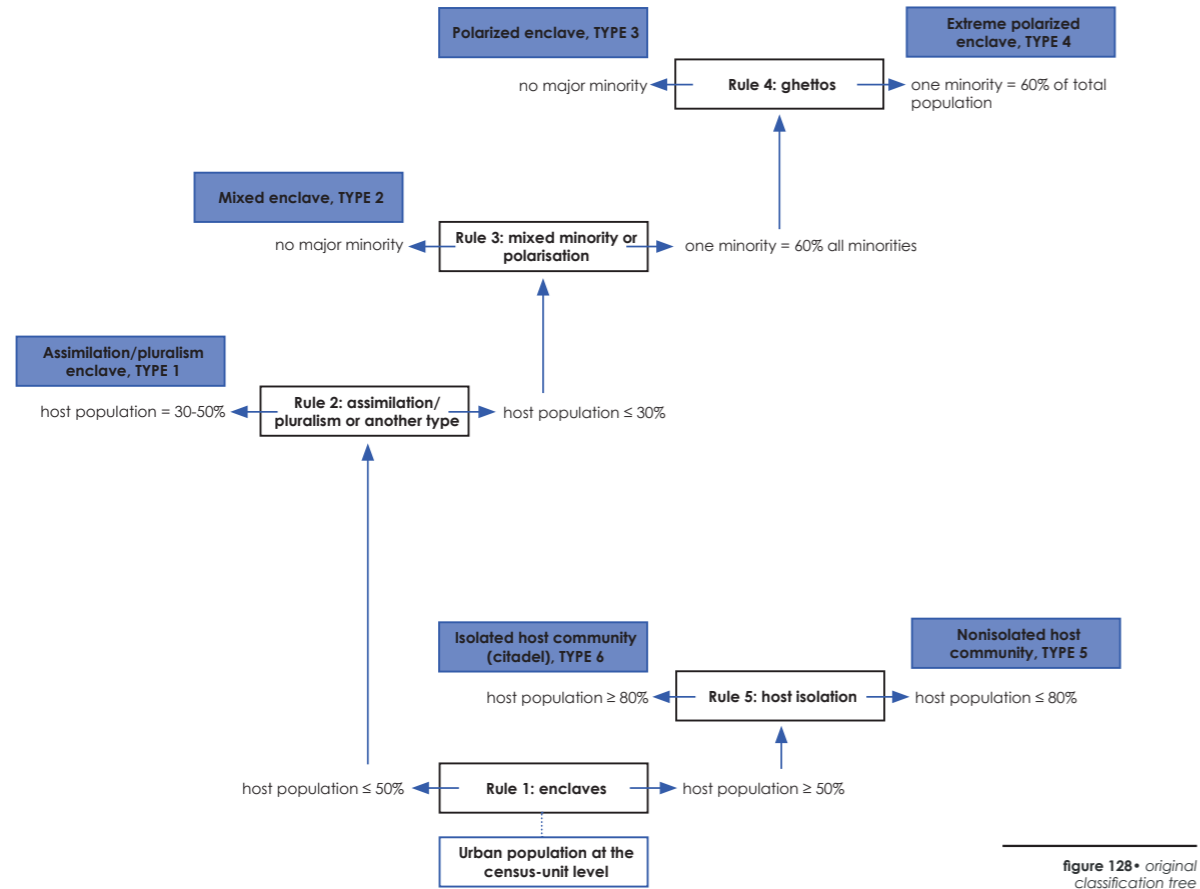 Polarized enclave, TYPE 3
Extreme polarized
enclave, TYPE 4
no major minority
Rule 4: ghettos
one minority = 60% of total
population
Mixed enclave, TYPE 2
no major minority
Rule 3: mixed minority or
polarisation
one minority = 60% all minorities
Assimilation/pluralism
enclave, TYPE 1
host population = 30-50%
Rule 2: assimilation/
pluralism or another type
host population ≤ 30%
Isolated host community
(citadel), TYPE 6
Nonisolated host
community, TYPE 5
host population ≥ 80%
Rule 5: host isolation
host population ≤ 80%
host population ≤ 50%
Rule 1: enclaves
host population ≥ 50%
Urban population at the
census-unit level
figure 128• original
classification tree